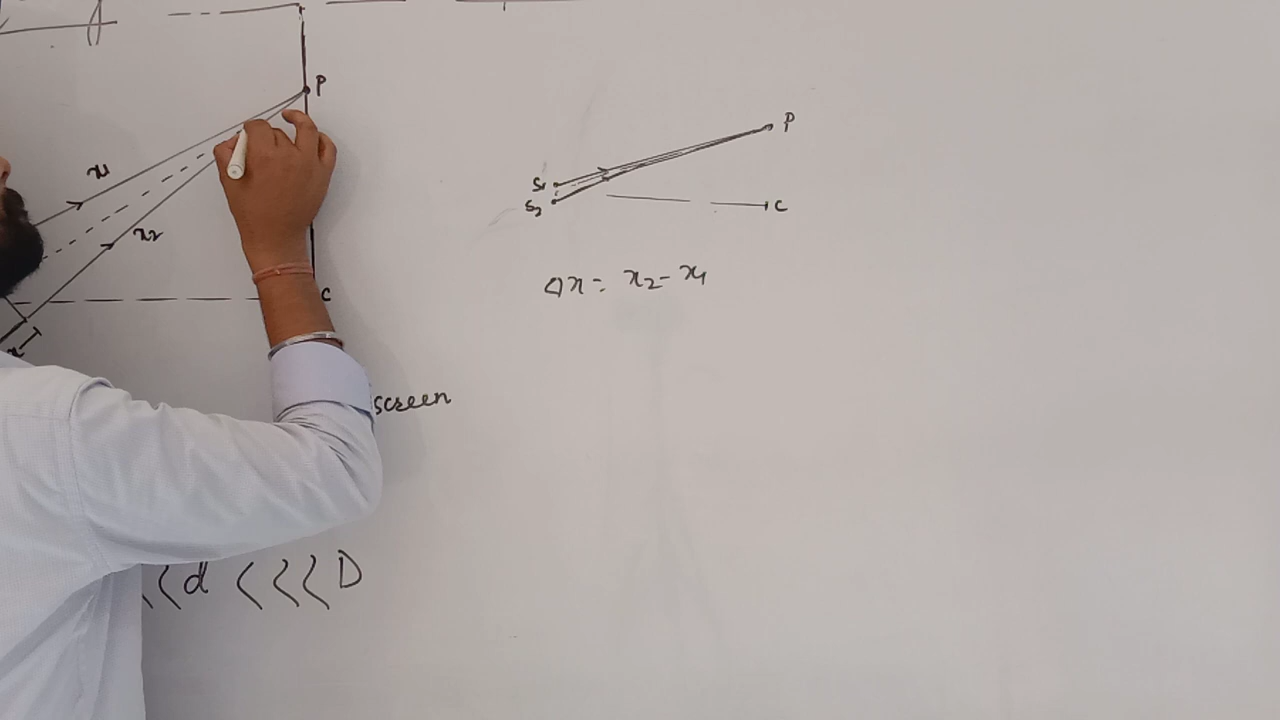 P
x1
x2
C
screen
<< d <<< D
P
S1
S2
C
Δx = x2 - x1